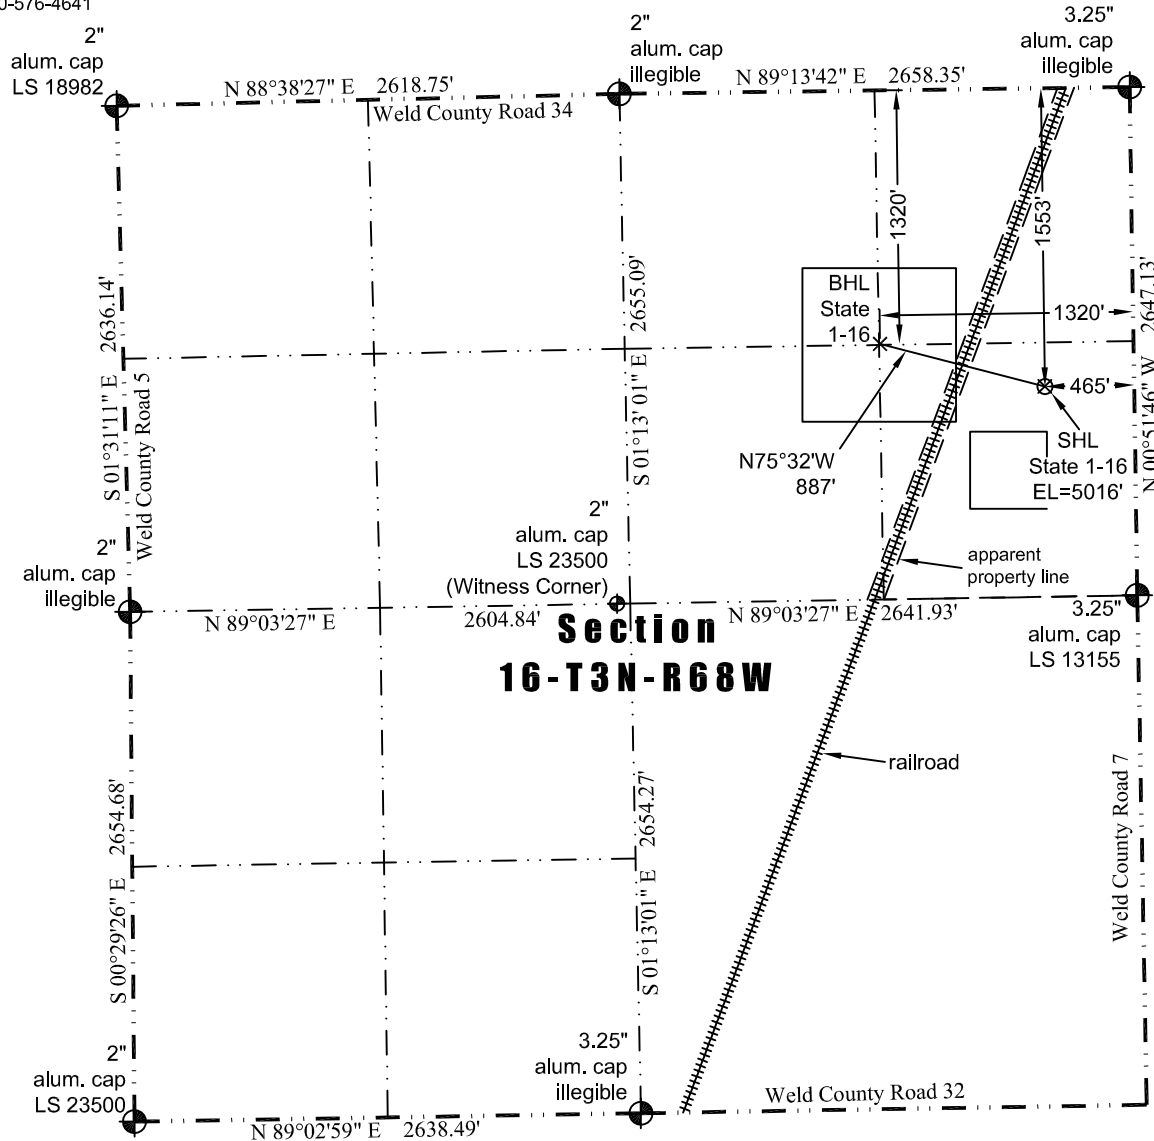 0-576-4641
2"
alum. cap
LS 18982
N 88°38'27" E 2618.75'
Weld County Road 34
2"
alum. cap
illegible
N 89°13'42" E 2658.35'
3.25"
alum. cap
illegible
1320'
1553'
2636.14'
S 01°31'11" E
Weld County Road 5
2655.09'
S 01°13'01" E
BHL
State
1-16
1320'
2647.13'
N 00°51'46" W
465'
N75°32'W
887'
SHL
State 1-16
EL=5016'
2"
alum. cap
illegible
2"
alum. cap
LS 23500
(Witness Corner)
apparent
property line
N 89°03'27" E 2604.84'
N 89°03'27" E 2641.93'
3.25"
alum. cap
LS 13155
Section
16-T3N-R68W
railroad
2654.68'
S 00°29'26" E
2654.27'
S 01°13'01" E
Weld County Road 7
2"
alum. cap
LS 23500
3.25"
alum. cap
illegible
Weld County Road 32
N 89°02'59" E 2638.49'